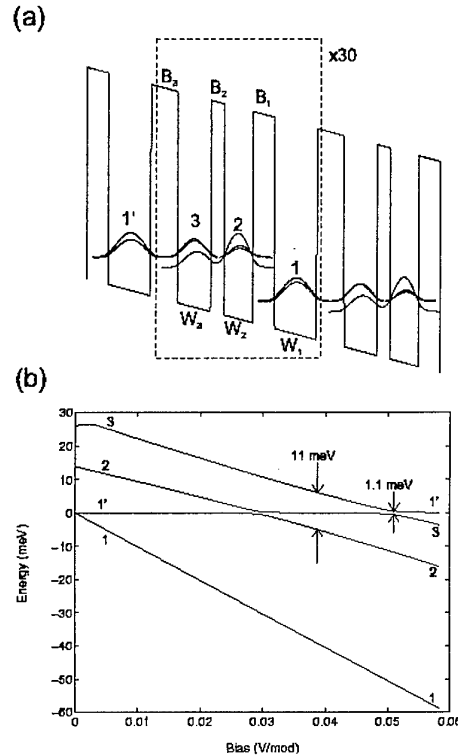 (a)
x30
B₃ B₂ B₁
1' 3 2
1
W₃ W₂ W₁
(b)
30
20
10
0
-10
-20
-30
-40
-50
-60
Energy (meV)
3
2
1'
1
11 meV
1.1 meV
1'
3
2
1
0 0.01 0.02 0.03 0.04 0.05 0.06
Bias (V/mod)